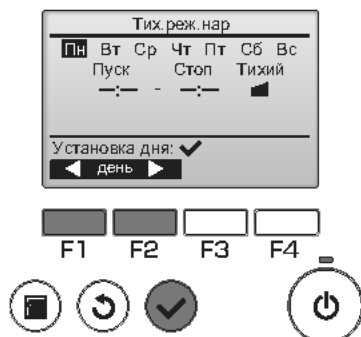 Тих.реж.нар
Пн Вт Ср Чт Пт Сб Вс
Пуск Стоп Тихий
--:-- - --:--
Установка дня:
день
F1 F2 F3 F4